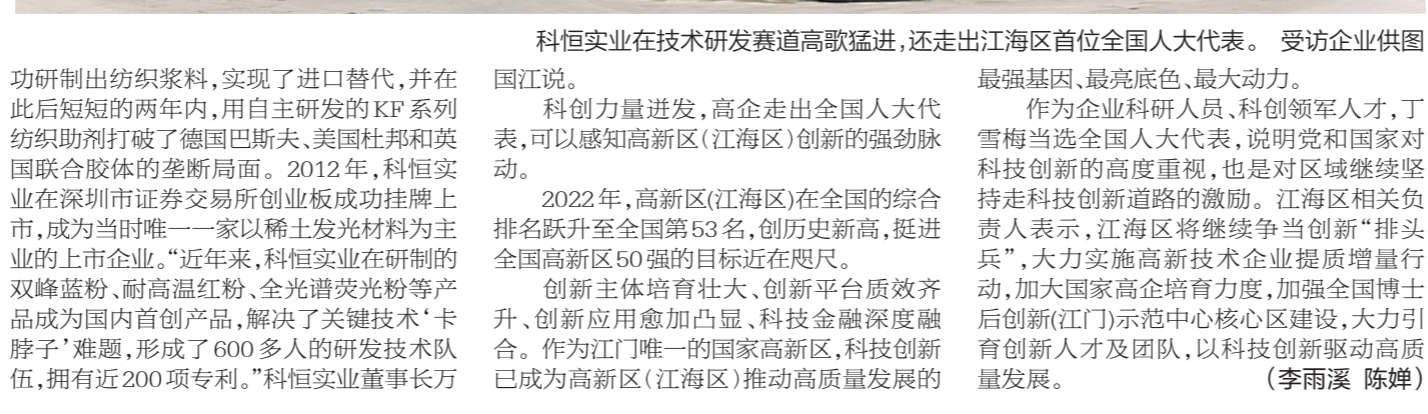 科恒实业在技术研发赛道高歌猛进,还走出江海区首位全国人大代表。 受访企业供图
功研制出纺织浆料,实现了进口替代,并在
此后短短的两年内,用自主研发的KF系列
纺织助剂打破了德国巴斯夫、美国杜邦和英
国联合胶体的垄断局面。2012年,科恒实
业在深圳市证券交易所创业板成功挂牌上
市,成为当时唯一一家以稀土发光材料为主
业的上市企业。“近年来,科恒实业在研制的
双峰蓝粉、耐高温红粉、全光谱荧光粉等产
品成为国内首创产品,解决了关键技术‘卡
脖子’难题,形成了600多人的研发技术队
伍,拥有近200项专利。”科恒实业董事长万
国江说。
科创力量迸发,高企走出全国人大代
表,可以感知高新区(江海区)创新的强劲脉
动。
2022年,高新区(江海区)在全国的综合
排名跃升至全国第53名,创历史新高,挺进
全国高新区50强的目标近在咫尺。
创新主体培育壮大、创新平台质效齐
升、创新应用愈加凸显、科技金融深度融
合。作为江门唯一的国家高新区,科技创新
已成为高新区(江海区)推动高质量发展的
最强基因、最亮底色、最大动力。
作为企业科研人员、科创领军人才,丁
雪梅当选全国人大代表,说明党和国家对
科技创新的高度重视,也是对区域继续坚
持走科技创新道路的激励。江海区相关负
责人表示,江海区将继续争当创新“排头
兵”,大力实施高新技术企业提质增量行
动,加大国家高企培育力度,加强全国博士
后创新(江门)示范中心核心区建设,大力引
育创新人才及团队,以科技创新驱动高质
量发展。 (李雨溪 陈婵)